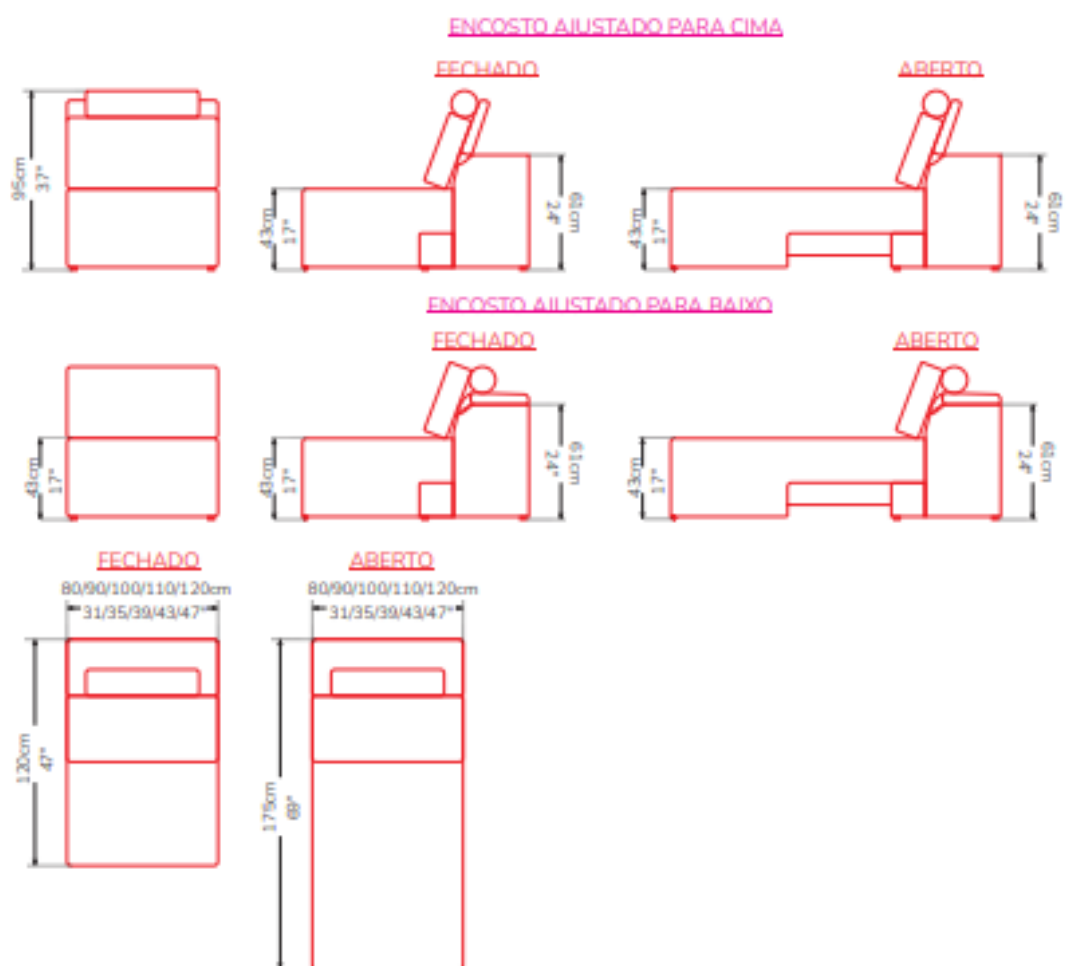 ENCOSTO AJUSTADO PARA CIMA
FECHADO
ABERTO
95cm
37"
43cm
17"
61cm
24"
43cm
17"
61cm
24"
ENCOSTO AJUSTADO PARA BAIXO
FECHADO
ABERTO
43cm
17"
43cm
17"
61cm
24"
43cm
17"
61cm
24"
FECHADO
ABERTO
80/90/100/110/120cm
31/35/39/43/47"
80/90/100/110/120cm
31/35/39/43/47"
120cm
47"
175cm
69"